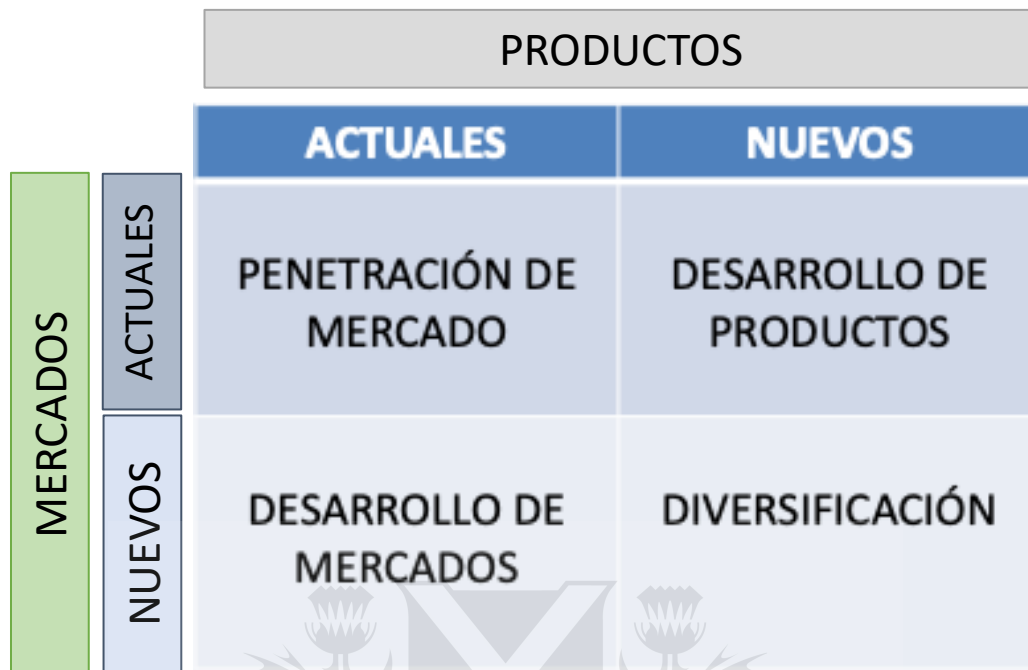 PRODUCTOS
ACTUALES
NUEVOS
MERCADOS
ACTUALES
PENETRACIÓN DE
MERCADO
DESARROLLO DE
PRODUCTOS
NUEVOS
DESARROLLO DE
MERCADOS
DIVERSIFICACIÓN